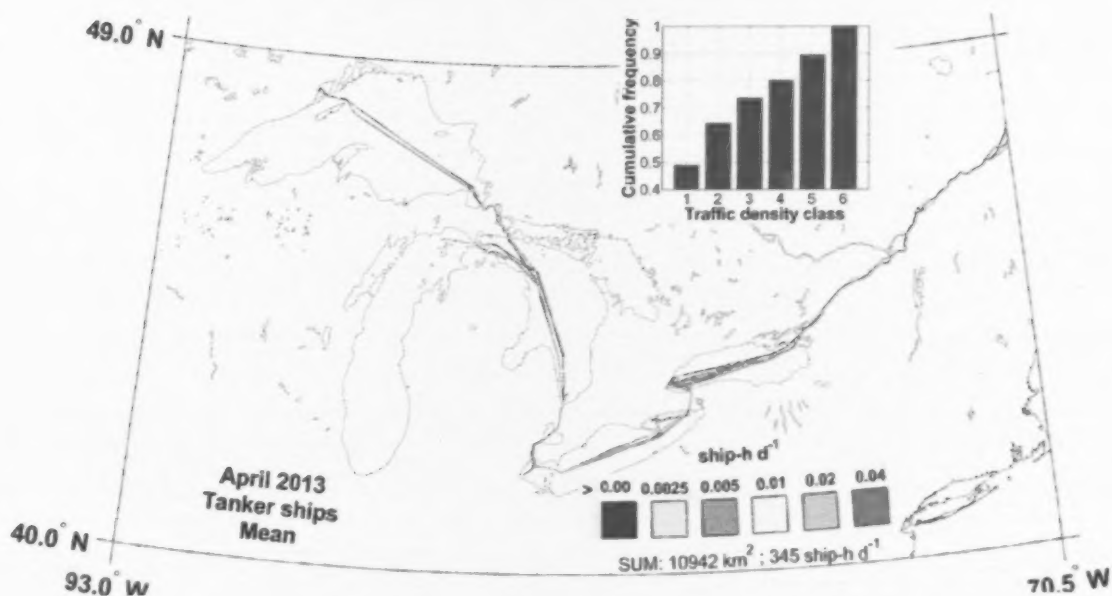 49.0° N
Cumulative frequency
1
0.9
0.8
0.7
0.6
0.5
0.4
1 2 3 4 5 6
Traffic density class
April 2013
Tanker ships
Mean
ship-h d⁻¹
> 0.00 0.0025 0.005 0.01 0.02 0.04
SUM: 10942 km² ; 345 ship-h d⁻¹
40.0° N
93.0° W
70.5° W